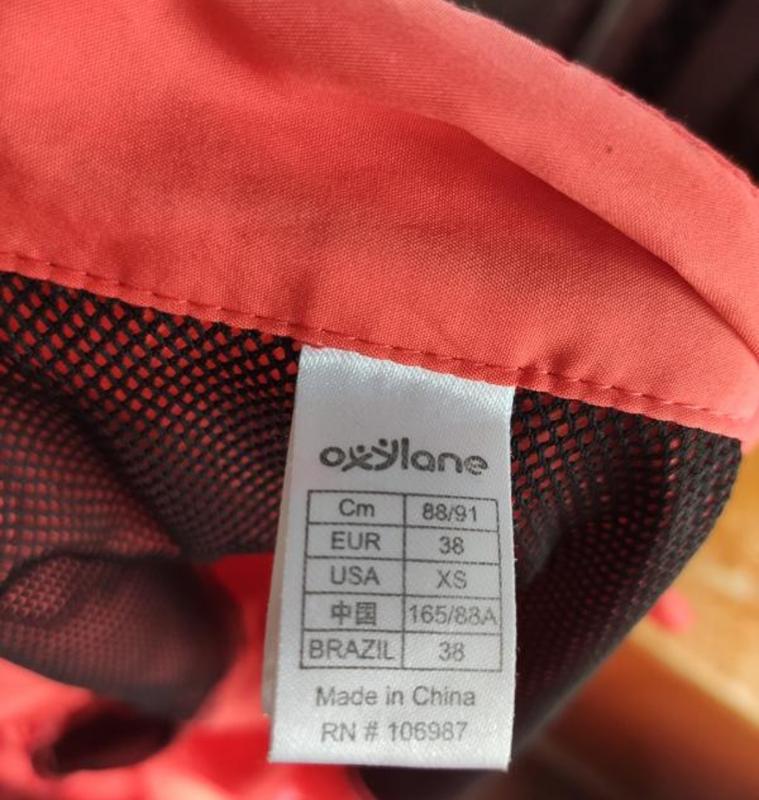 oxylane
Cm 88/91
EUR 38
USA XS
中国 165/88A
BRAZIL 38
Made in China
RN # 106987